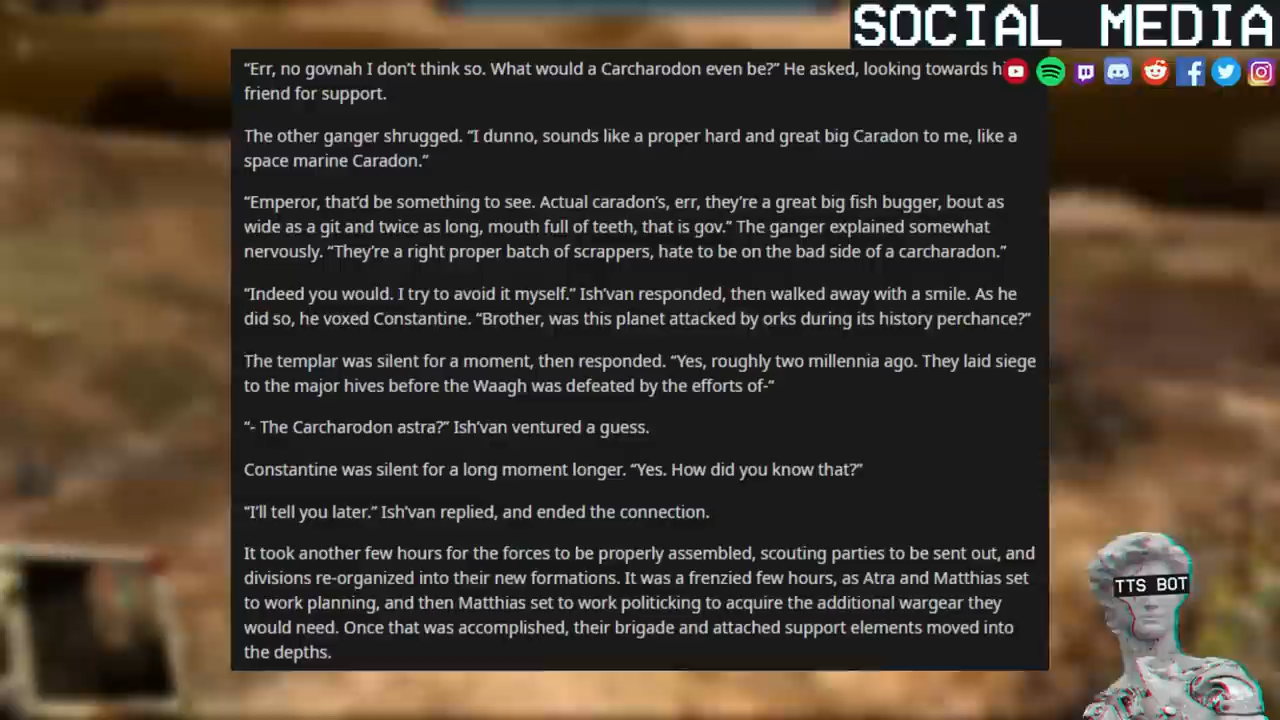 SOCIAL MEDIA
“Err, no govnah I don’t think so. What would a Carcharodon even be?” He asked, looking towards
friend for support.
The other ganger shrugged. “I dunno, sounds like a proper hard and great big Caradon to me, like a
space marine Caradon.”
“Emperor, that’d be something to see. Actual caradon’s, err, they’re a great big fish bugger, bout as
wide as a git and twice as long, mouth full of teeth, that is gov.” The ganger explained somewhat
nervously. “They’re a right proper batch of scrappers, hate to be on the bad side of a carcharadon.”
“Indeed you would. I try to avoid it myself.” Ish’van responded, then walked away with a smile. As he
did so, he voxed Constantine. “Brother, was this planet attacked by orks during its history perchance?”
The templar was silent for a moment, then responded. “Yes, roughly two millennia ago. They laid siege
to the major hives before the Waagh was defeated by the efforts of-”
“- The Carcharodon astra?” Ish’van ventured a guess.
Constantine was silent for a long moment longer. “Yes. How did you know that?”
“I’ll tell you later.” Ish’van replied, and ended the connection.
It took another few hours for the forces to be properly assembled, scouting parties to be sent out, and
divisions re-organized into their new formations. It was a frenzied few hours, as Atra and Matthias set
to work planning, and then Matthias set to work politicking to acquire the additional wargear they
would need. Once that was accomplished, their brigade and attached support elements moved into
the depths.
TTS BOT